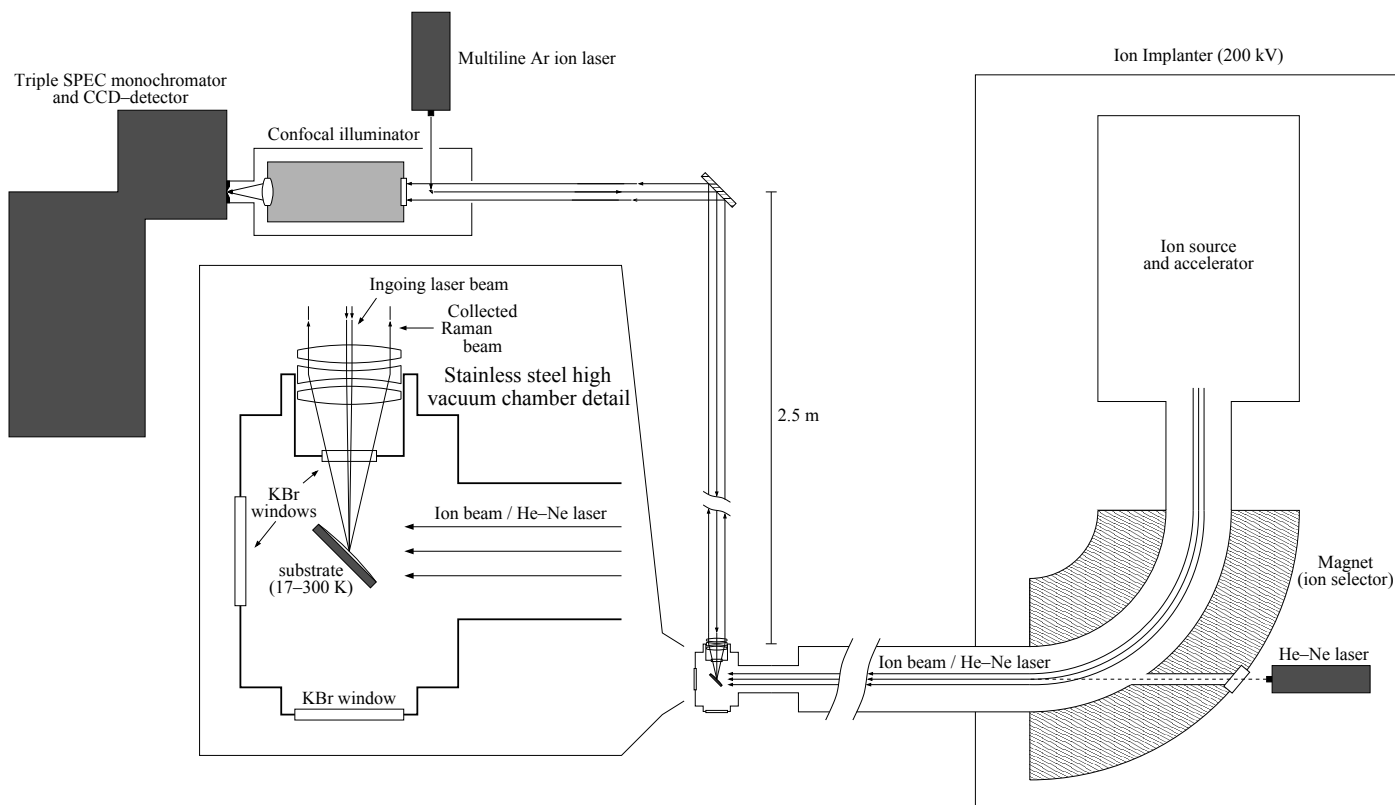 Multiline Ar ion laser
Triple SPEC monochromator
and CCD–detector
Confocal illuminator
Ion Implanter (200 kV)
Ion source
and accelerator
Ingoing laser beam
Collected
Raman
beam
Stainless steel high
vacuum chamber detail
2.5 m
KBr
windows
Ion beam / He–Ne laser
substrate
(17–300 K)
KBr window
Magnet
(ion selector)
He–Ne laser
Ion beam / He–Ne laser